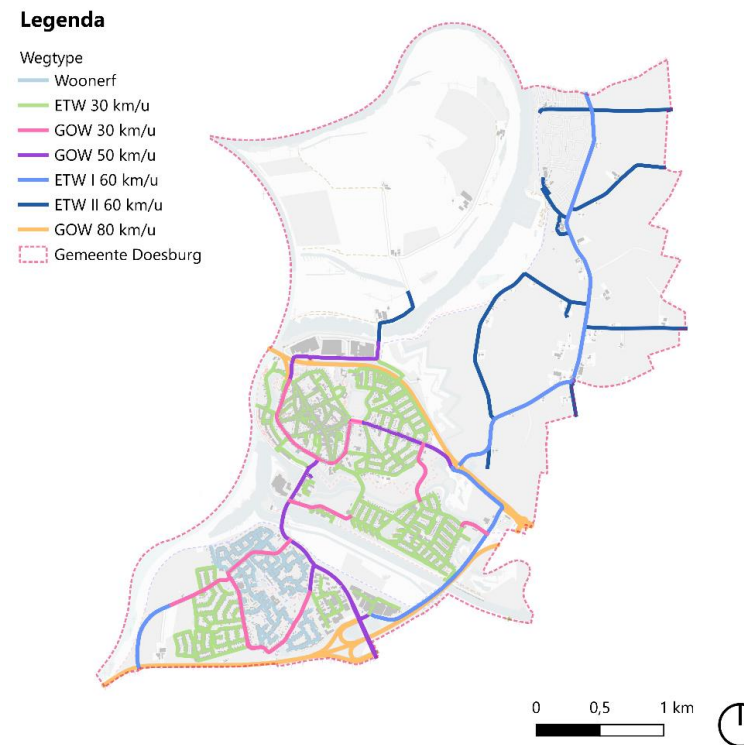 Legenda
Wegtype
Woonerf
ETW 30 km/u
GOW 30 km/u
GOW 50 km/u
ETW I 60 km/u
ETW II 60 km/u
GOW 80 km/u
Gemeente Doesburg
0 0,5 1 km